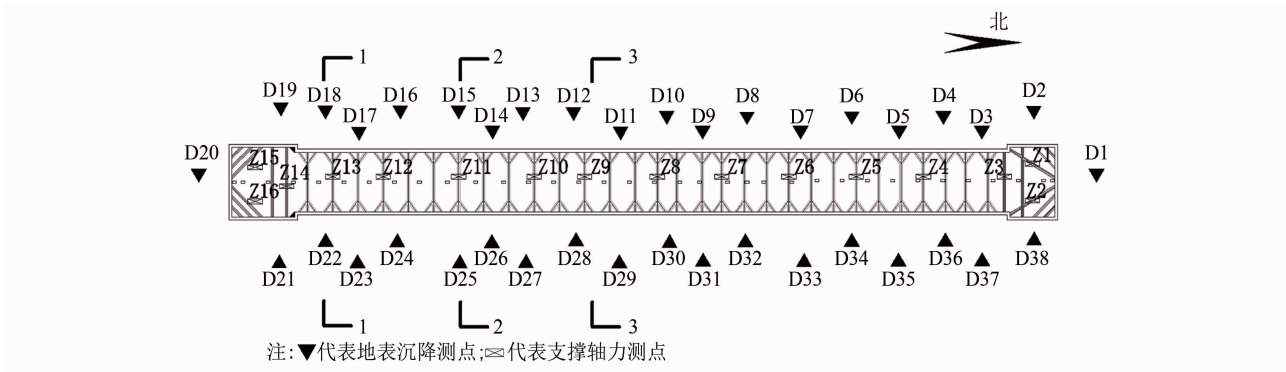 北
1 2 3
D19 D18 D16 D15 D13 D12 D10 D8 D6 D4 D2
D17 D14 D11 D9 D7 D5 D3
D20 Z15 Z14 Z13 Z12 Z11 Z10 Z9 Z8 Z7 Z6 Z5 Z4 Z3 Z1 D1
Z16 Z2
D22 D24 D26 D28 D30 D32 D34 D36 D38
D21 D23 D25 D27 D29 D31 D33 D35 D37
1 2 3
注:▼代表地表沉降测点;代表支撑轴力测点